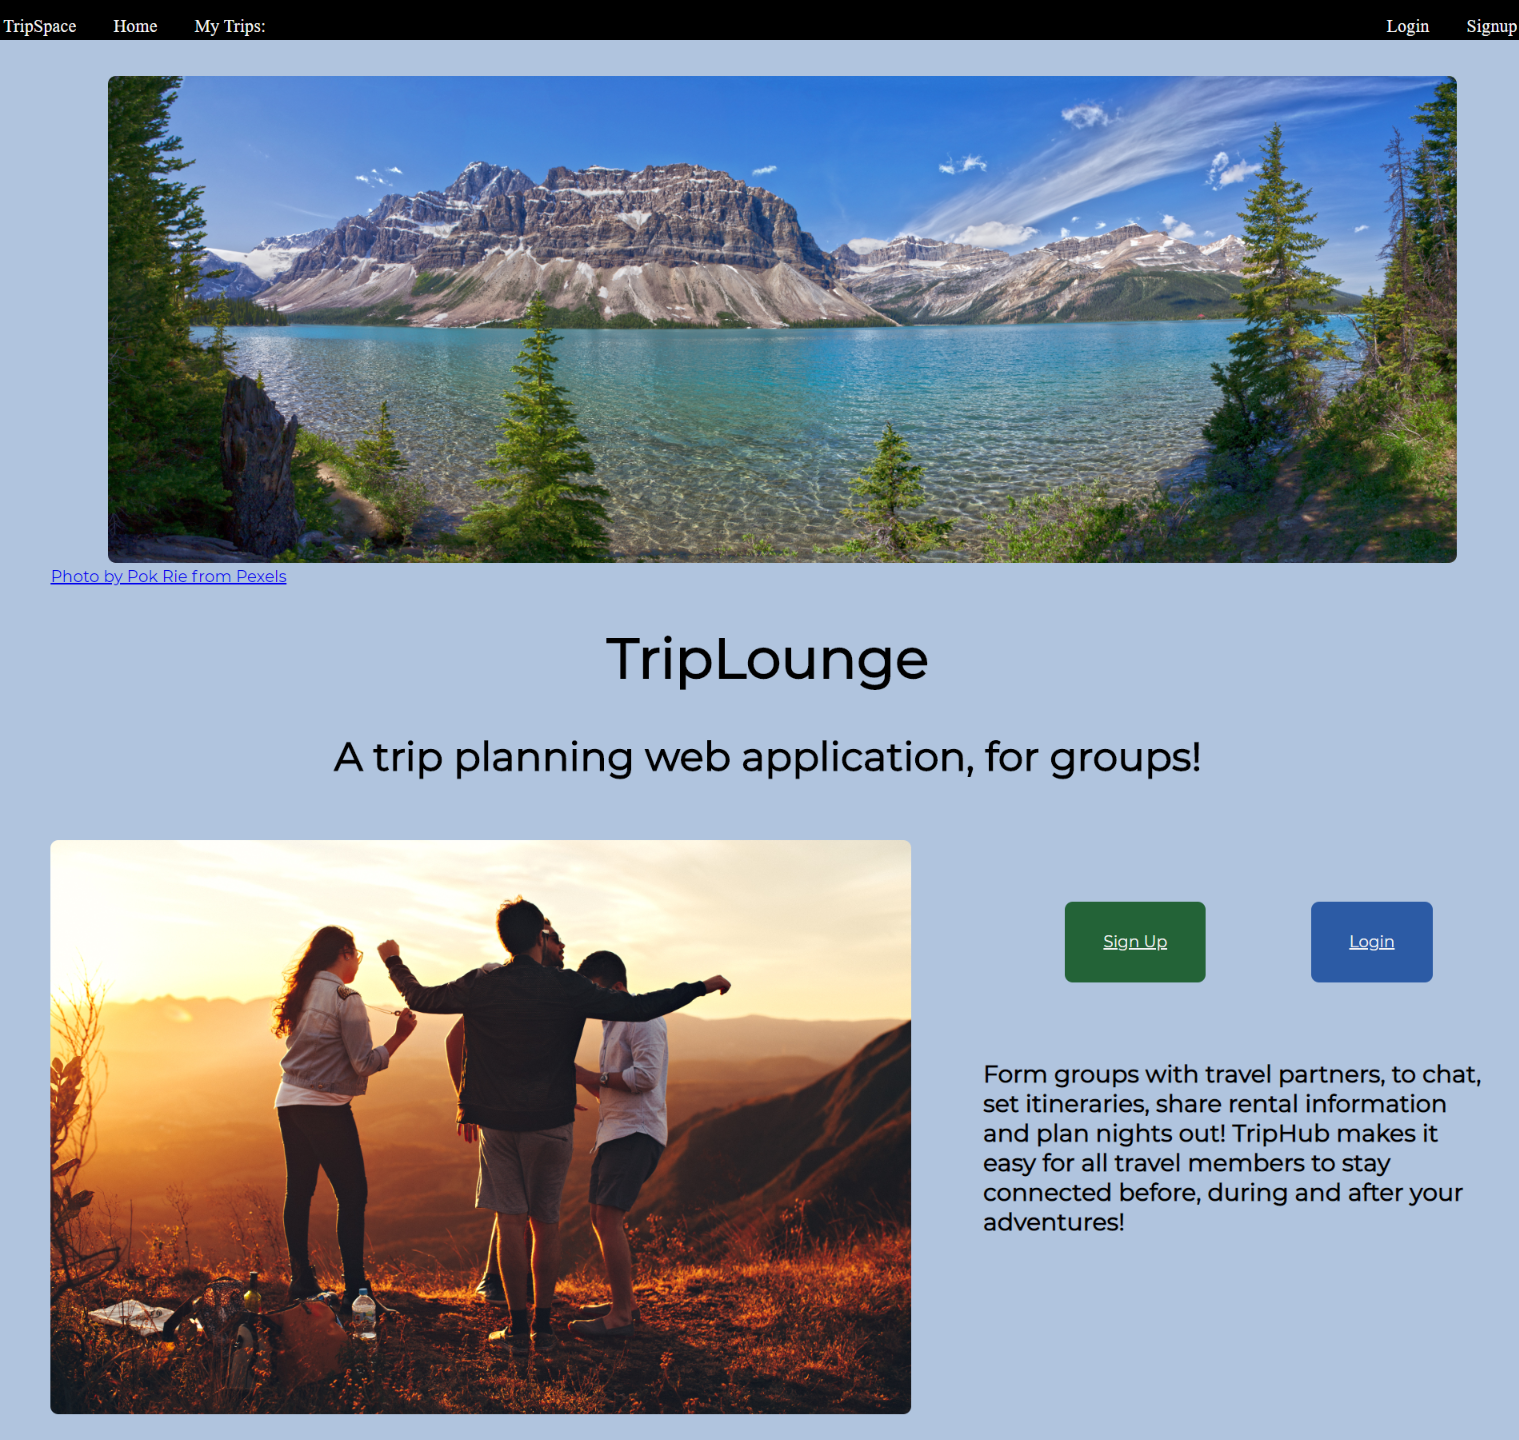 TripSpace Home My Trips: Login Signup
Photo by Pok Rie from Pexels
TripLounge
A trip planning web application, for groups!
Sign Up Login
Form groups with travel partners, to chat,
set itineraries, share rental information
and plan nights out! TripHub makes it
easy for all travel members to stay
connected before, during and after your
adventures!